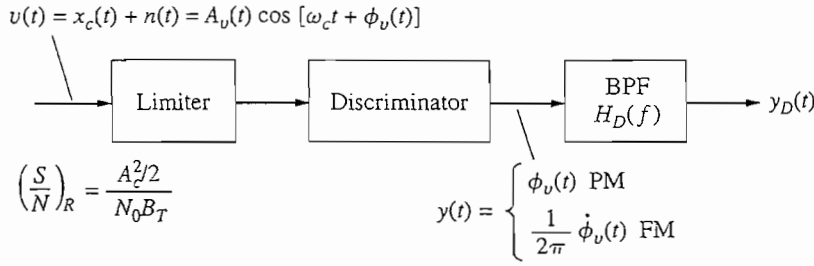 v(t) = x_c(t) + n(t) = A_v(t) cos [ω_c t + ϕ_v(t)]
Limiter
Discriminator
BPF
H_D(f)
y_D(t)
(S/N)_R = (A_c^2/2)/(N_0 B_T)
y(t) = { ϕ_v(t) PM
1/2π ϕ̇_v(t) FM